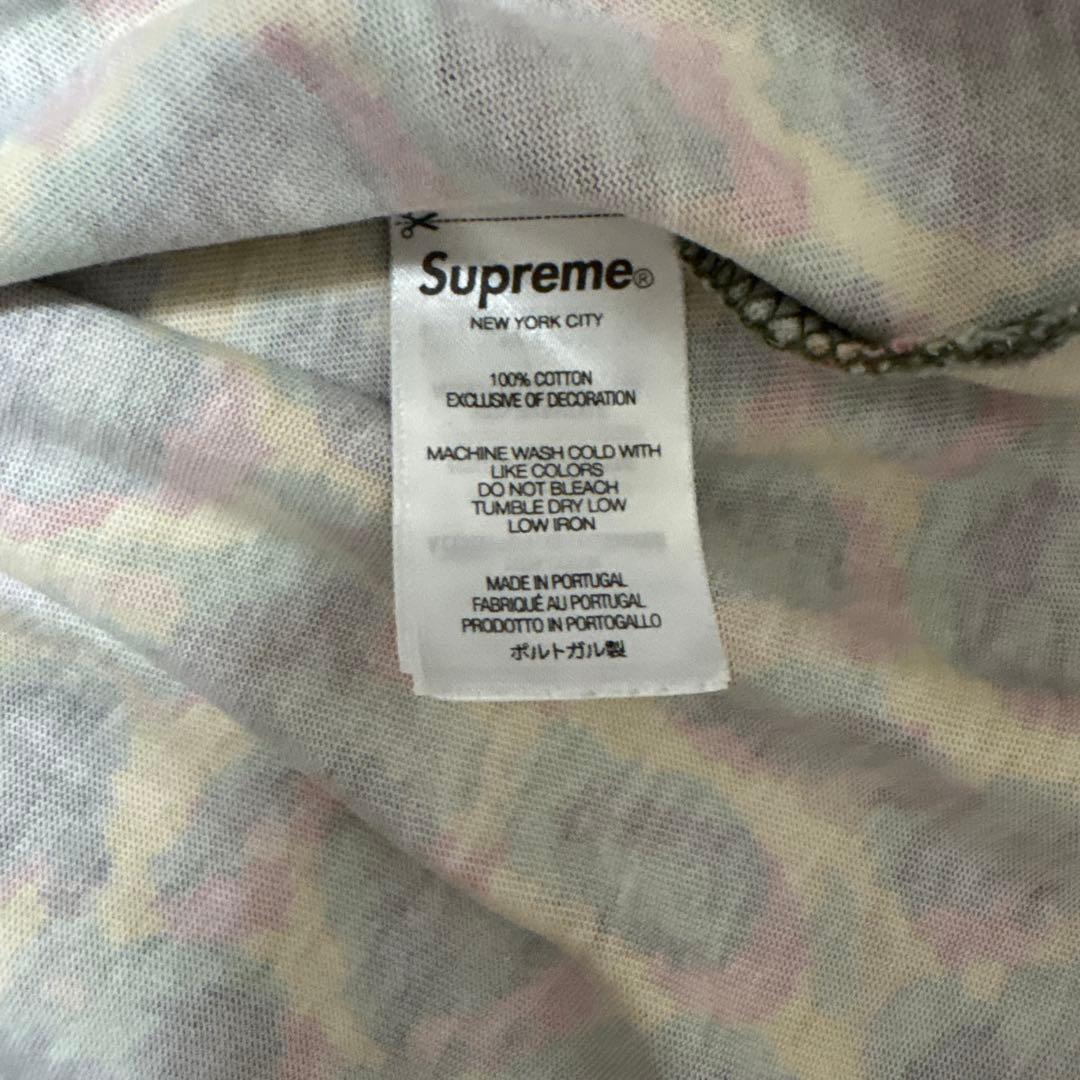 Supreme®
NEW YORK CITY
100% COTTON
EXCLUSIVE OF DECORATION
MACHINE WASH COLD WITH
LIKE COLORS
DO NOT BLEACH
TUMBLE DRY LOW
LOW IRON
MADE IN PORTUGAL
FABRIQUÉ AU PORTUGAL
PRODOTTO IN PORTOGALLO
ポルトガル製